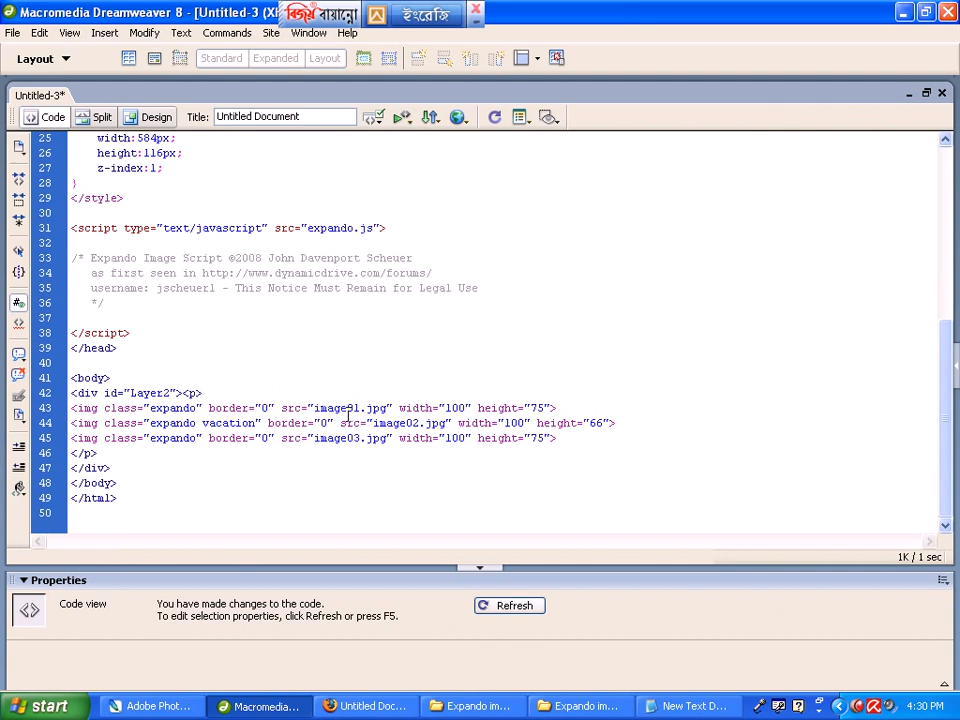 Macromedia Dreamweaver 8 - [Untitled-3 (XH
বিজয় বায়ান্নো
ইংরেজি
File Edit View Insert Modify Text Commands Site Window Help
Layout
Standard Expanded Layout
Untitled-3*
Code Split Design Title: Untitled Document
25 width:584px;
26 height:116px;
27 z-index:1;
28 }
29 </style>
30
31 <script type="text/javascript" src="expando.js">
32
33 /* Expando Image Script ©2008 John Davenport Scheuer
34 as first seen in http://www.dynamicdrive.com/forums/
35 username: jscheuer1 - This Notice Must Remain for Legal Use
36 */
37
38 </script>
39 </head>
40
41 <body>
42 <div id="Layer2"><p>
43 <img class="expando" border="0" src="image01.jpg" width="100" height="75">
44 <img class="expando vacation" border="0" src="image02.jpg" width="100" height="66">
45 <img class="expando" border="0" src="image03.jpg" width="100" height="75">
46 </p>
47 </div>
48 </body>
49 </html>
50
1K / 1 sec
Properties
Code view
You have made changes to the code.
To edit selection properties, click Refresh or press F5.
Refresh
start
Adobe Phot...
Macromedia...
Untitled Doc...
Expando im...
Expando im...
New Text D...
4:30 PM